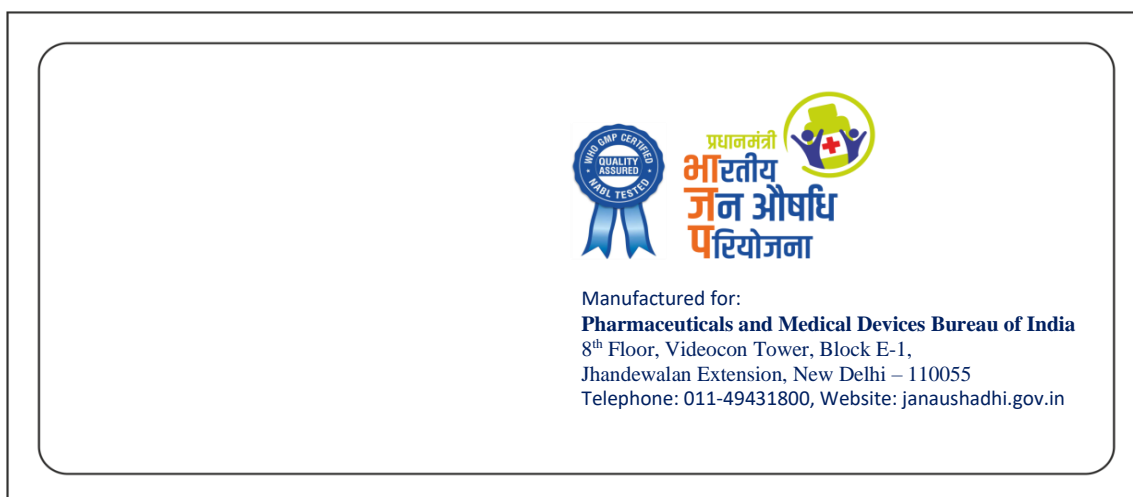 WHO GMP CERTIFIED
QUALITY
ASSURED
NABL TESTED
प्रधानमंत्री
भारतीय
जन औषधि
परियोजना
Manufactured for:
Pharmaceuticals and Medical Devices Bureau of India
8th Floor, Videocon Tower, Block E-1,
Jhandewalan Extension, New Delhi – 110055
Telephone: 011-49431800, Website: janaushadhi.gov.in